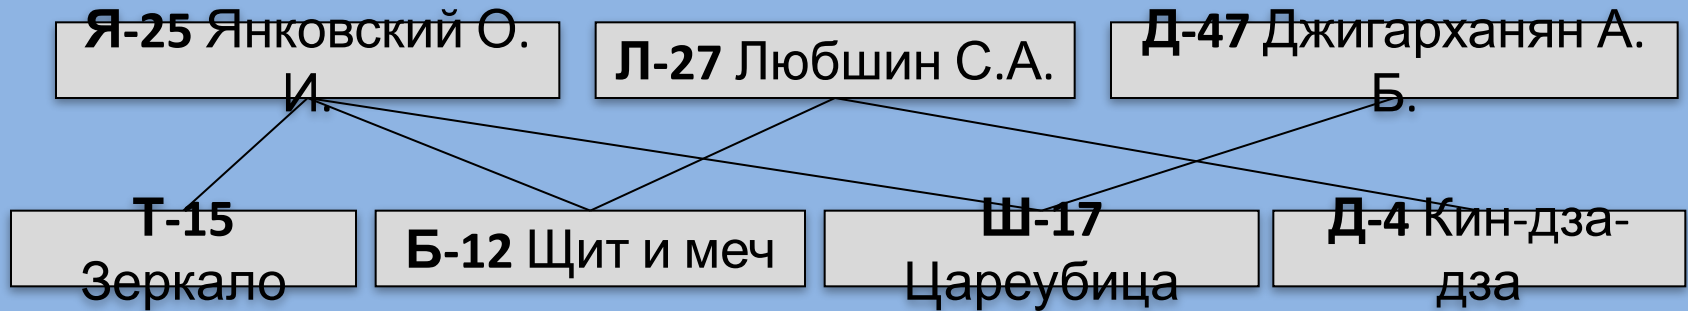 Я-25 Янковский О.
И.
Л-27 Любшин С.А.
Д-47 Джигарханян А.
Б.
Т-15
Зеркало
Б-12 Щит и меч
Ш-17
Цареубица
Д-4 Кин-дза-
дза